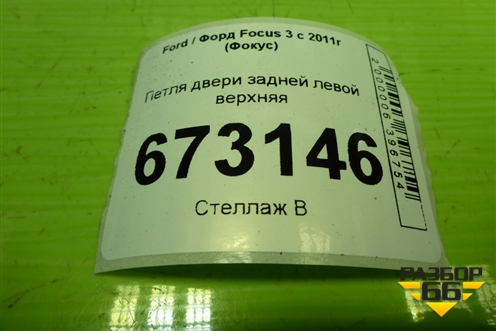 Ford / Форд Focus 3 с 2011г
(Фокус)
Петля двери задней левой
верхняя
673146
Стеллаж В
2000006396754
РАЗБОР
66